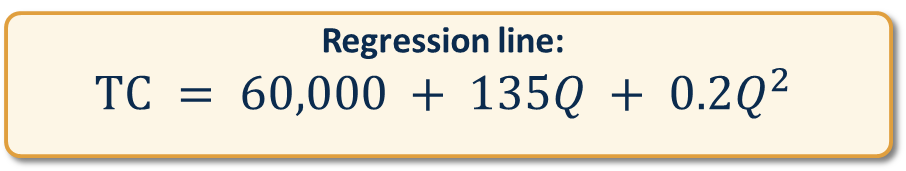 Regression line:
TC = 60,000 + 135Q + 0.2Q²